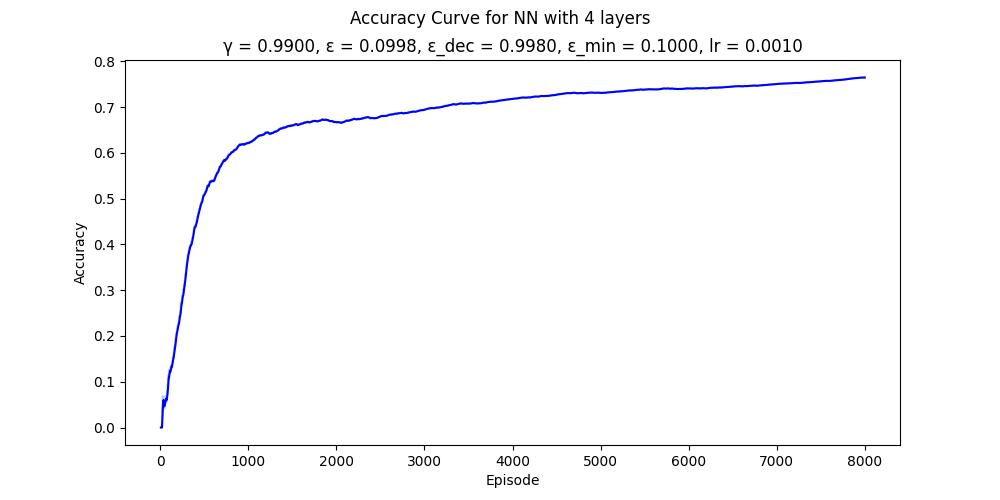 Accuracy Curve for NN with 4 layers
γ = 0.9900, ε = 0.0998, ε_dec = 0.9980, ε_min = 0.1000, lr = 0.0010
0.8
0.7
0.6
0.5
0.4
0.3
0.2
0.1
0.0
Accuracy
0 1000 2000 3000 4000 5000 6000 7000 8000
Episode